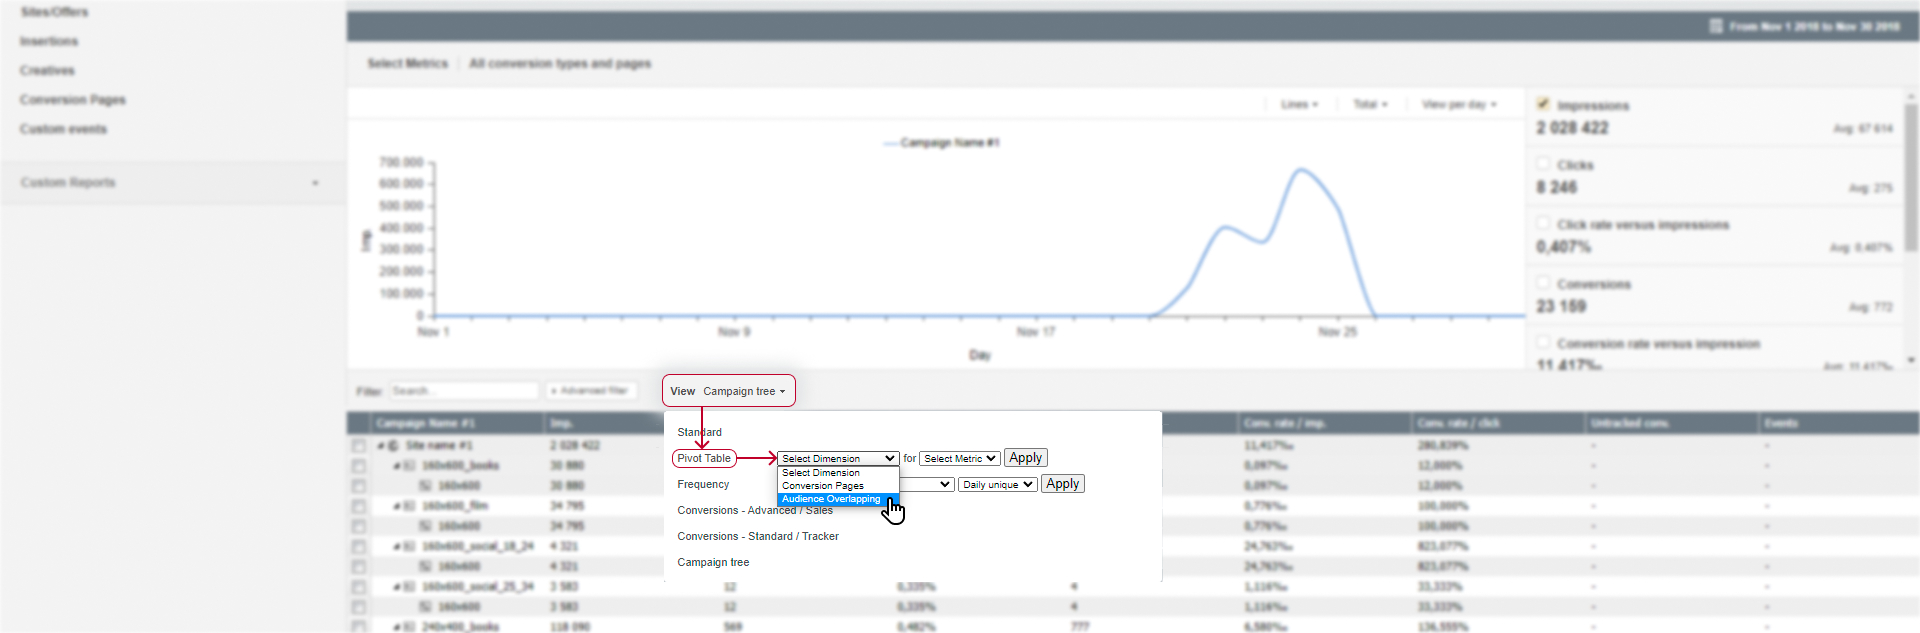 Sites/Offers
Insertions
Creatives
Conversion Pages
Custom events
Custom Reports
From Nov 1 2018 to Nov 30 2018
Select Metrics | All conversion types and pages
Lines Total View per day
Campaign Name #1
700.000
600.000
500.000
400.000
300.000
200.000
100.000
0
Imp.
Nov 1 Nov 9 Nov 17 Nov 25
Day
Impressions
2 028 422 Avg: 67 614
Clicks
8 246 Avg: 275
Click rate versus impressions
0,407% Avg: 0,407%
Conversions
23 159 Avg: 772
Conversion rate versus impression
11,417‰ Avg: 11,417‰
Filter: Search... + Advanced filter View Campaign tree
Campaign Name #1 Imp. Conv. rate / imp. Conv. rate / click Untracked conv. Events
Standard
Pivot Table Select Dimension for Select Metric Apply
Select Dimension
Conversion Pages
Audience Overlapping
Frequency Daily unique Apply
Conversions - Advanced / Sales
Conversions - Standard / Tracker
Campaign tree
Site name #1 2 028 422 11,417‰ 280,839% - -
160x600_books 30 880 0,097‰ 12,000% - -
160x600 30 880 0,097‰ 12,000% - -
160x600_film 34 795 0,776‰ 100,000% - -
160x600 34 795 0,776‰ 100,000% - -
160x600_social_18_24 4 321 24,763‰ 823,077% - -
160x600 4 321 24,763‰ 823,077% - -
160x600_social_25_34 3 583 12 0,335% 4 1,116‰ 33,333% - -
160x600 3 583 12 0,335% 4 1,116‰ 33,333% - -
240x400_books 118 090 569 0,482% 777 6,580‰ 136,555% - -